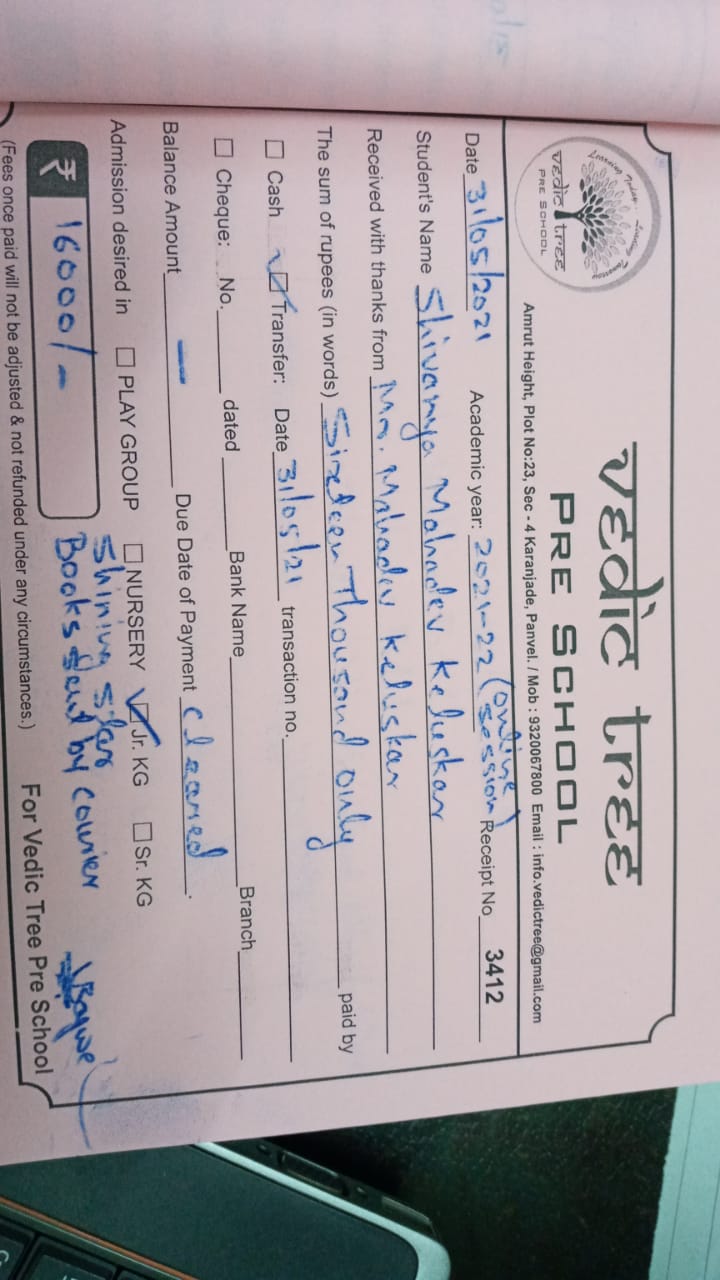 Learning Today... Tomorrow
vedic tree
PRE SCHOOL
vedic tree
PRE SCHOOL
Amrut Height, Plot No:23, Sec - 4 Karanjade, Panvel. / Mob : 9320067800 Email : info.vedictree@gmail.com
Date 31/05/2021 Academic year: 2021-22 (online session) Receipt No 3412
Student's Name Shivanya Mahadev Keluskar
Received with thanks from Mr. Mahadev Keluskar
The sum of rupees (in words) Sixteen Thousand only paid by
☐ Cash ☑ Transfer: Date 31/05/21 transaction no.
☐ Cheque: No. dated Bank Name Branch
Balance Amount — Due Date of Payment cleared.
Admission desired in ☐ PLAY GROUP ☐ NURSERY ☑ Jr. KG ☐ Sr. KG
Shining star
₹ 16000/- Books sent by courier
(Fees once paid will not be adjusted & not refunded under any circumstances.) For Vedic Tree Pre School